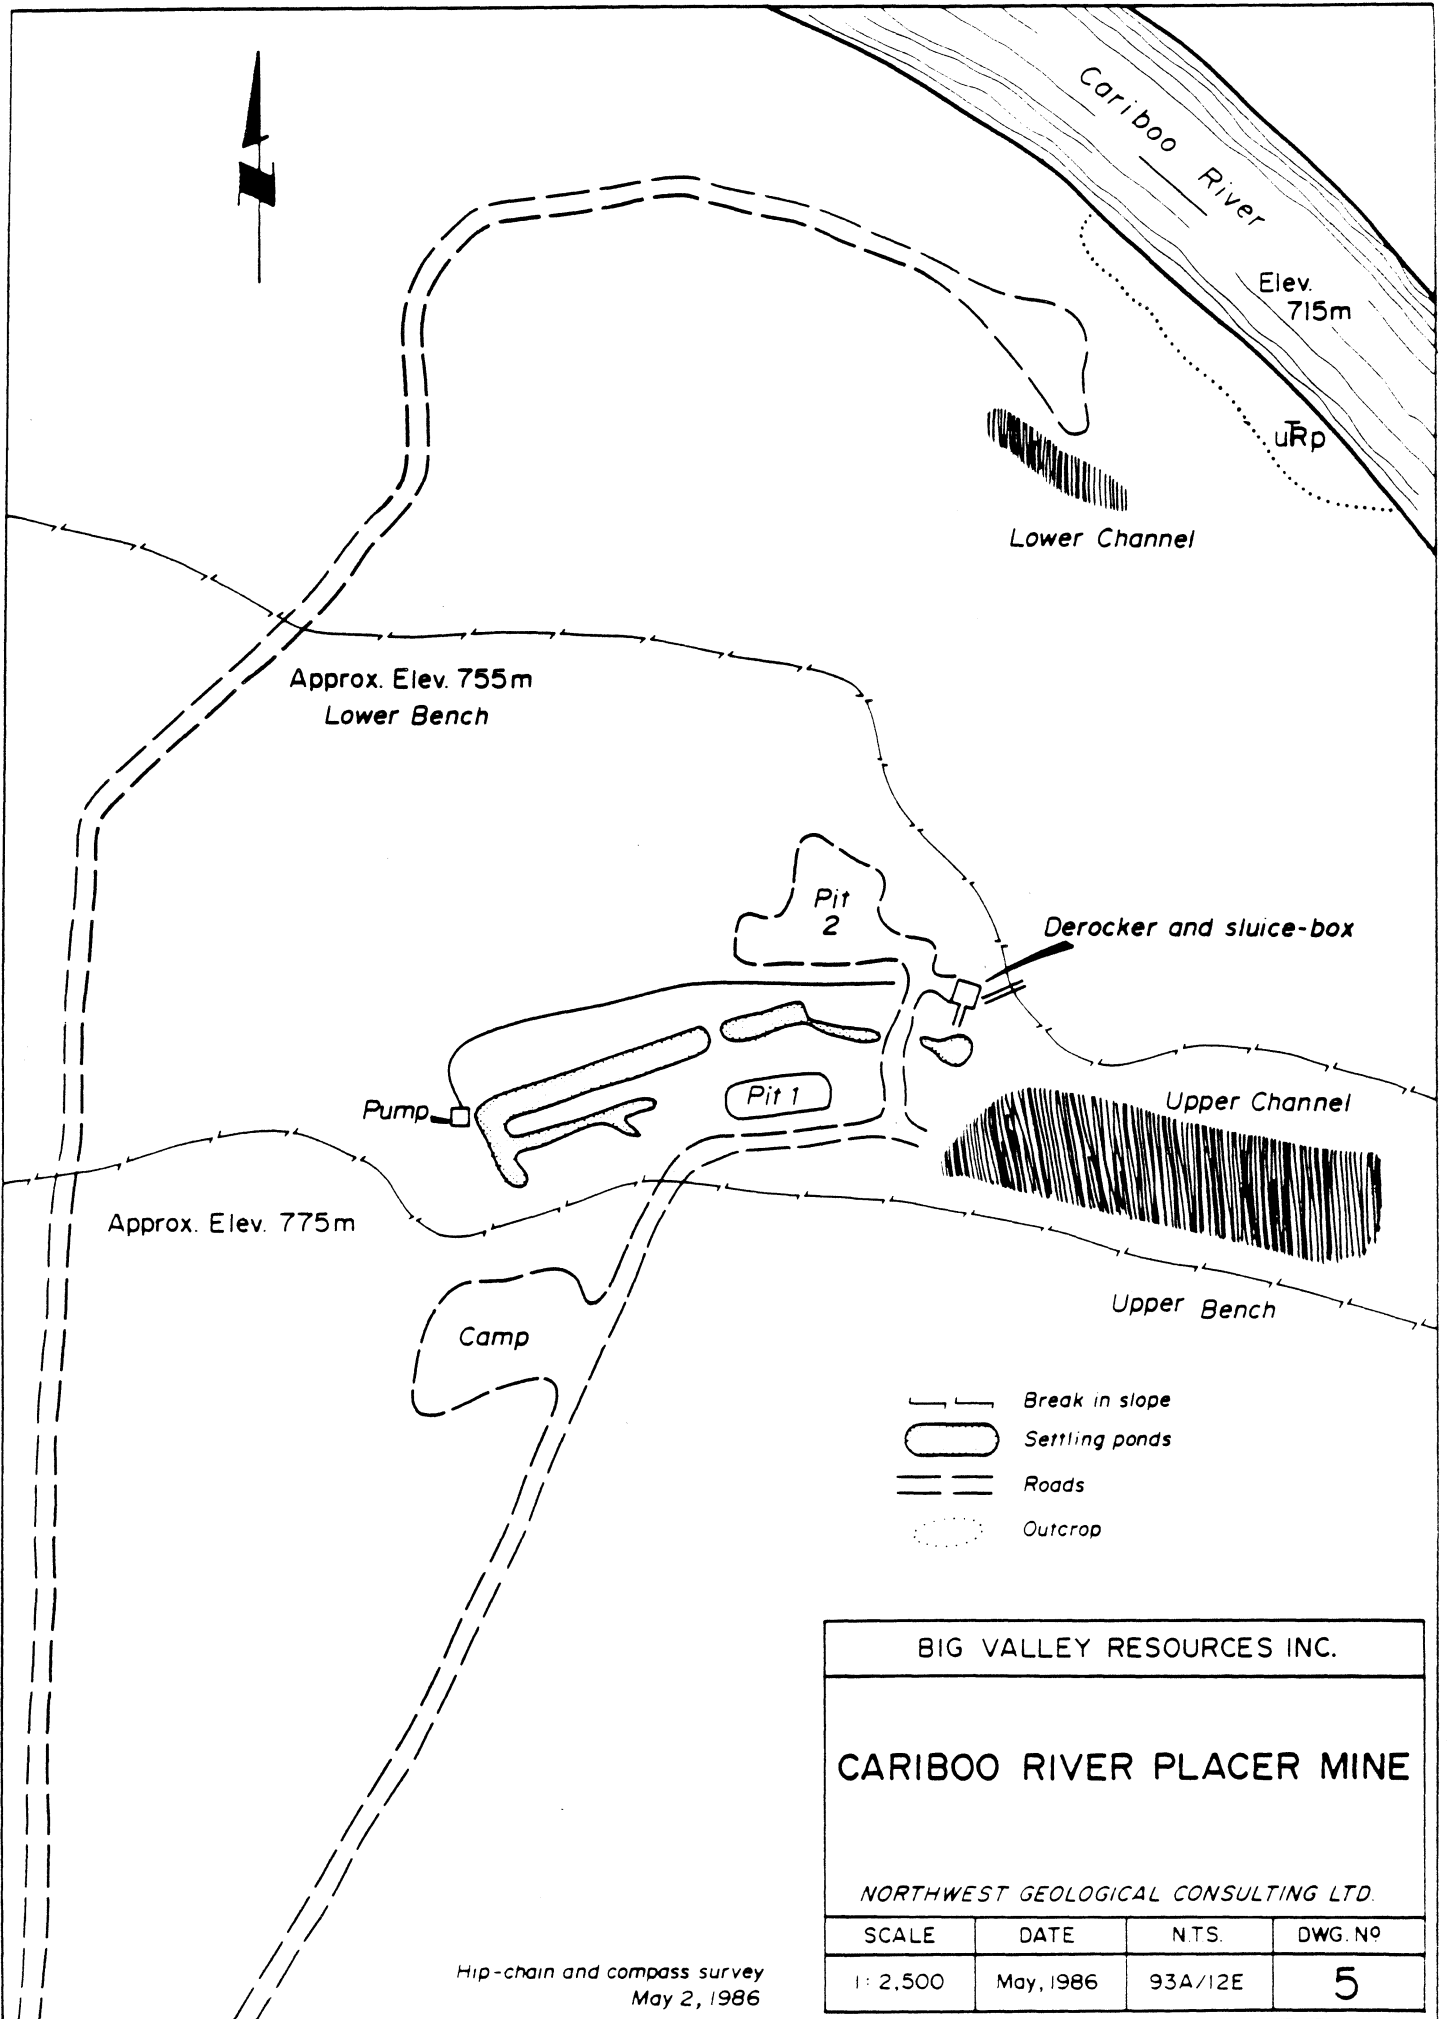 N
Cariboo River
Elev.
715m
uTRp
Lower Channel
Approx. Elev. 755m
Lower Bench
Pit
2
Derocker and sluice-box
Pump
Pit 1
Upper Channel
Approx. Elev. 775m
Upper Bench
Camp
Break in slope
Settling ponds
Roads
Outcrop
BIG VALLEY RESOURCES INC.
CARIBOO RIVER PLACER MINE
NORTHWEST GEOLOGICAL CONSULTING LTD.
SCALE DATE N.T.S. DWG. Nº
1: 2,500 May, 1986 93A/12E 5
Hip-chain and compass survey
May 2, 1986